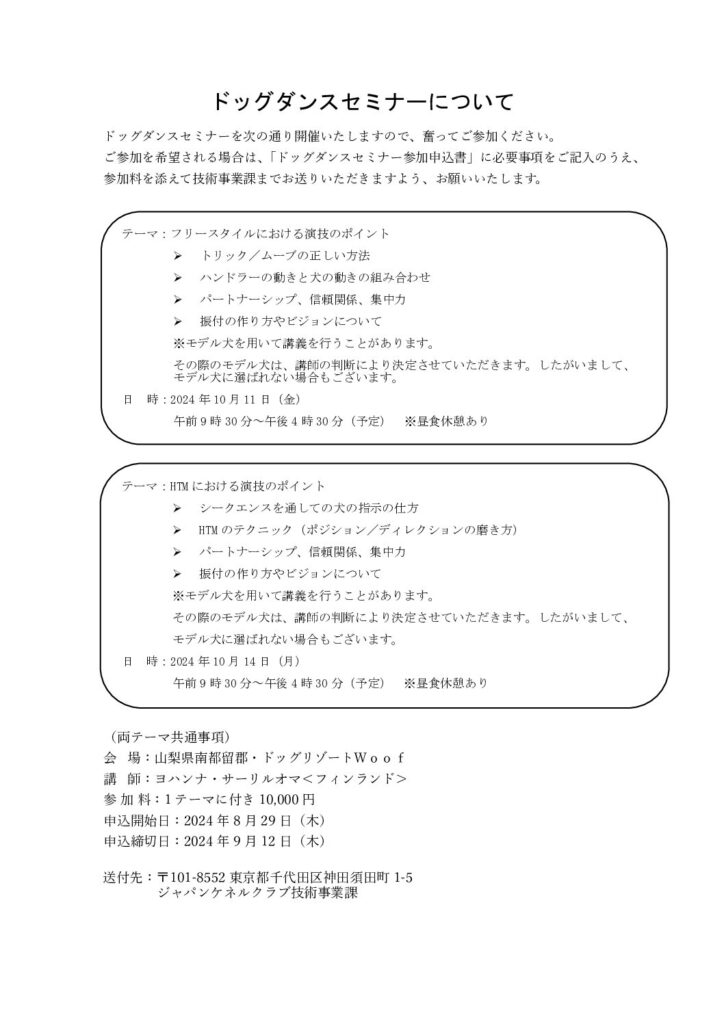 ドッグダンスセミナーについて
ドッグダンスセミナーを次の通り開催いたしますので、奮ってご参加ください。
ご参加を希望される場合は、「ドッグダンスセミナー参加申込書」に必要事項をご記入のうえ、
参加料を添えて技術事業課までお送りいただきますよう、お願いいたします。
テーマ：フリースタイルにおける演技のポイント
➢ トリック／ムーブの正しい方法
➢ ハンドラーの動きと犬の動きの組み合わせ
➢ パートナーシップ、信頼関係、集中力
➢ 振付の作り方やビジョンについて
※モデル犬を用いて講義を行うことがあります。
その際のモデル犬は、講師の判断により決定させていただきます。したがいまして、
モデル犬に選ばれない場合もございます。
日　時：2024 年 10 月 11 日（金）
午前 9 時 30 分～午後 4 時 30 分（予定）　※昼食休憩あり
テーマ：HTM における演技のポイント
➢ シークエンスを通しての犬の指示の仕方
➢ HTM のテクニック（ポジション／ディレクションの磨き方）
➢ パートナーシップ、信頼関係、集中力
➢ 振付の作り方やビジョンについて
※モデル犬を用いて講義を行うことがあります。
その際のモデル犬は、講師の判断により決定させていただきます。したがいまして、
モデル犬に選ばれない場合もございます。
日　時：2024 年 10 月 14 日（月）
午前 9 時 30 分～午後 4 時 30 分（予定）　※昼食休憩あり
（両テーマ共通事項）
会　場：山梨県南都留郡・ドッグリゾートＷｏｏｆ
講　師：ヨハンナ・サーリルオマ＜フィンランド＞
参 加 料：1 テーマに付き 10,000 円
申込開始日：2024 年 8 月 29 日（木）
申込締切日：2024 年 9 月 12 日（木）
送付先：〒101-8552 東京都千代田区神田須田町 1-5
ジャパンケネルクラブ技術事業課